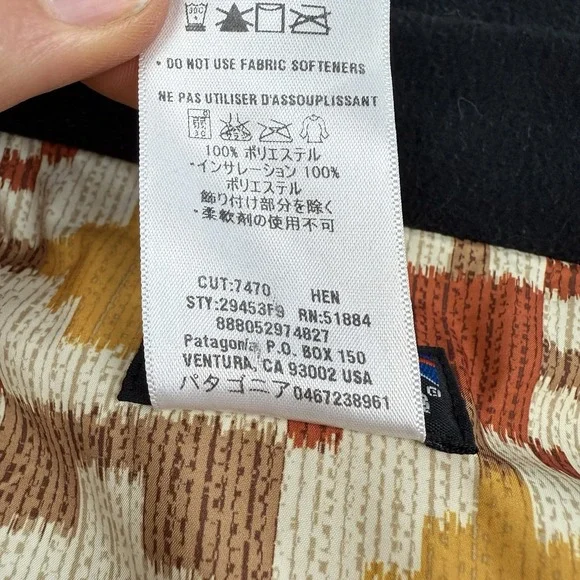 • DO NOT USE FABRIC SOFTENERS
NE PAS UTILISER D'ASSOUPLISSANT
100% ポリエステル
・インサレーション 100%
ポリエステル
飾り付け部分を除く
・柔軟剤の使用不可
CUT:7470 HEN
STY:29453F9 RN:51884
888052974827
Patagonia P.O. BOX 150
VENTURA, CA 93002 USA
パタゴニア 0467238961